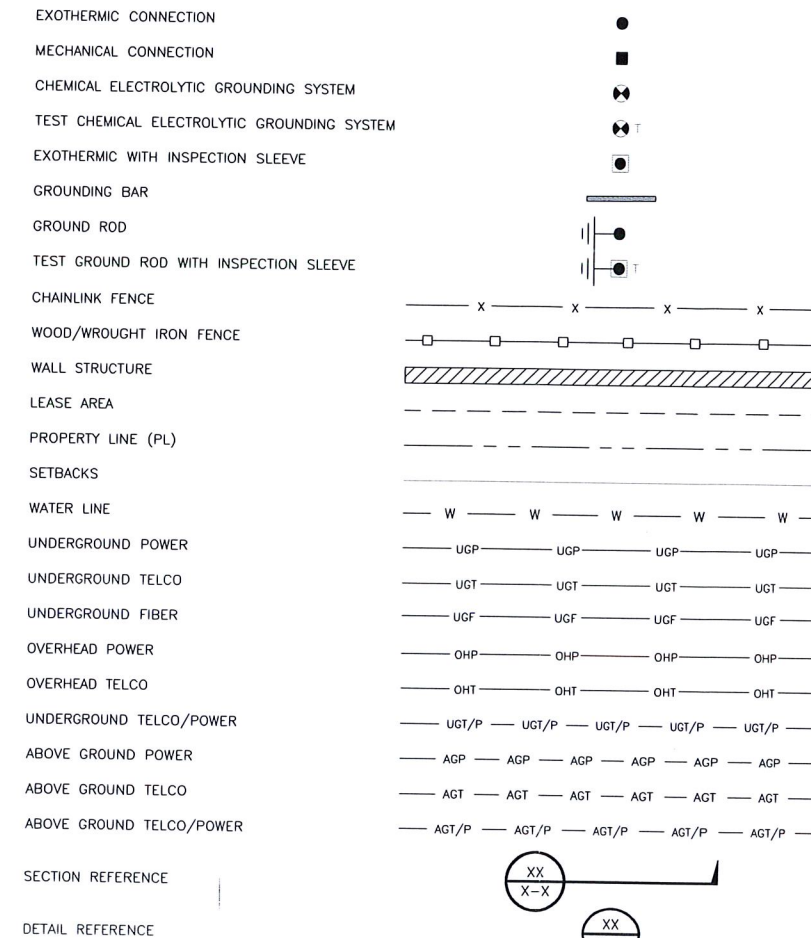 EXOTHERMIC CONNECTION
MECHANICAL CONNECTION
CHEMICAL ELECTROLYTIC GROUNDING SYSTEM
TEST CHEMICAL ELECTROLYTIC GROUNDING SYSTEM T
EXOTHERMIC WITH INSPECTION SLEEVE
GROUNDING BAR
GROUND ROD
TEST GROUND ROD WITH INSPECTION SLEEVE T
CHAINLINK FENCE X X X X
WOOD/WROUGHT IRON FENCE
WALL STRUCTURE
LEASE AREA
PROPERTY LINE (PL)
SETBACKS
WATER LINE W W W W W
UNDERGROUND POWER UGP UGP UGP UGP
UNDERGROUND TELCO UGT UGT UGT UGT
UNDERGROUND FIBER UGF UGF UGF UGF
OVERHEAD POWER OHP OHP OHP OHP
OVERHEAD TELCO OHT OHT OHT OHT
UNDERGROUND TELCO/POWER UGT/P UGT/P UGT/P UGT/P UGT/P
ABOVE GROUND POWER AGP AGP AGP AGP AGP AGP
ABOVE GROUND TELCO AGT AGT AGT AGT AGT AGT
ABOVE GROUND TELCO/POWER AGT/P AGT/P AGT/P AGT/P AGT/P
SECTION REFERENCE XX
X-X
DETAIL REFERENCE XX